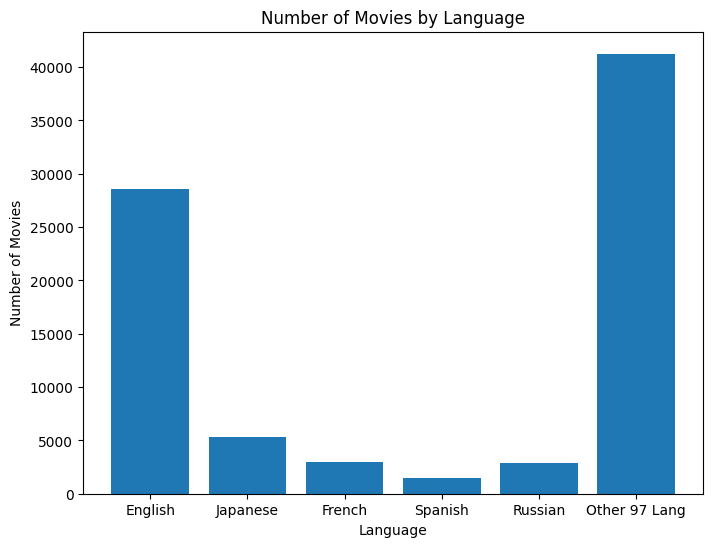 Number of Movies by Language
Number of Movies
40000
35000
30000
25000
20000
15000
10000
5000
0
English Japanese French Spanish Russian Other 97 Lang
Language